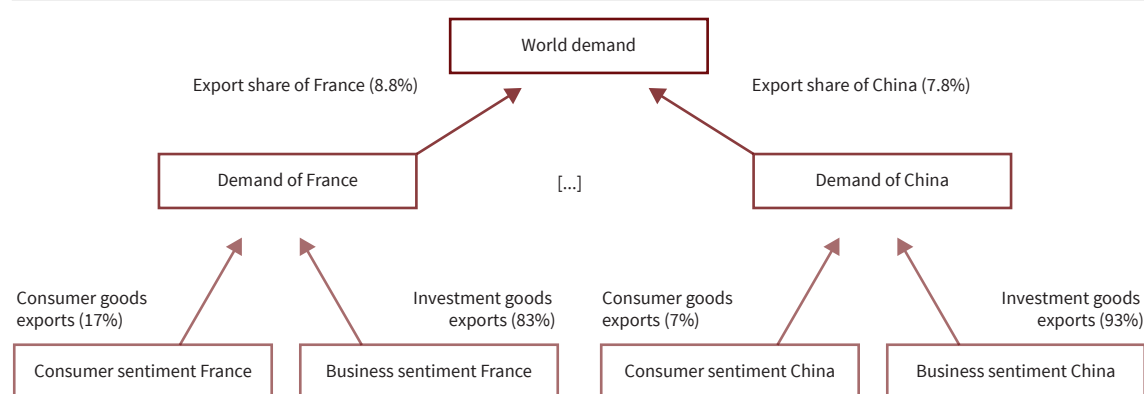 World demand
Export share of France (8.8%)
Export share of China (7.8%)
Demand of France
[...]
Demand of China
Consumer goods
exports (17%)
Investment goods
exports (83%)
Consumer goods
exports (7%)
Investment goods
exports (93%)
Consumer sentiment France
Business sentiment France
Consumer sentiment China
Business sentiment China